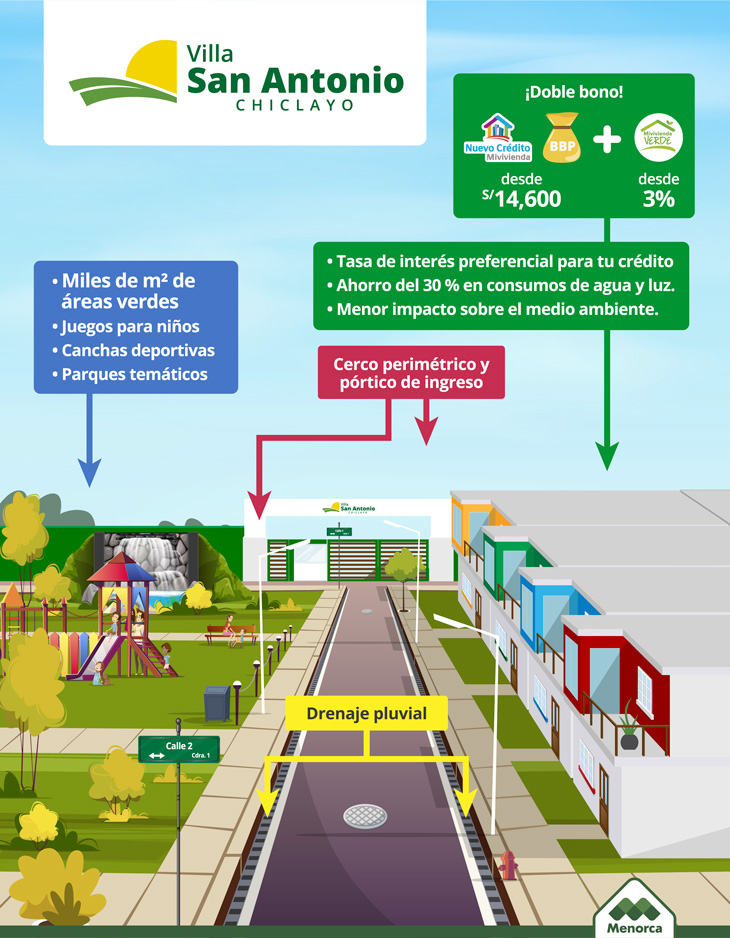 Villa
San Antonio
CHICLAYO
¡Doble bono!
Nuevo Crédito
Mivivienda
BBP
+
Mivivienda
VERDE
desde
S/14,600
desde
3%
• Tasa de interés preferencial para tu crédito
• Ahorro del 30 % en consumos de agua y luz.
• Menor impacto sobre el medio ambiente.
• Miles de m² de
áreas verdes
• Juegos para niños
• Canchas deportivas
• Parques temáticos
Cerco perimétrico y
pórtico de ingreso
Villa
San Antonio
CHICLAYO
Calle 1
Drenaje pluvial
Calle 2
Cdra. 1
Menorca